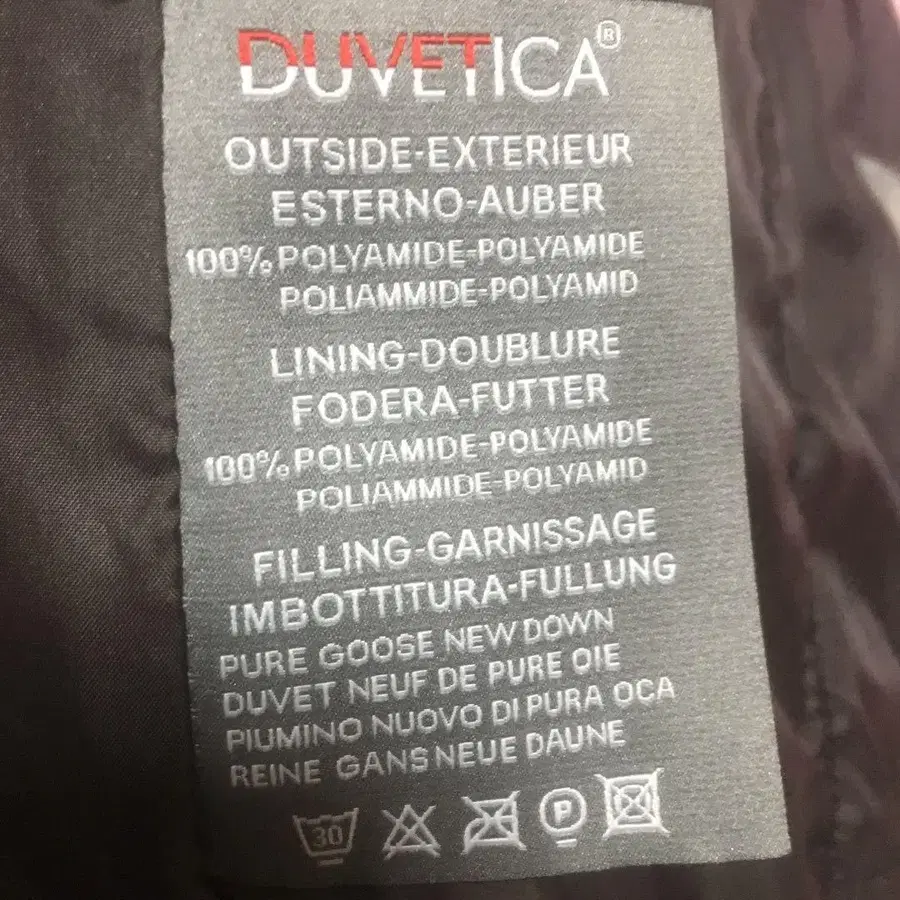 DUVETICA®
OUTSIDE-EXTERIEUR
ESTERNO-AUBER
100% POLYAMIDE-POLYAMIDE
POLIAMMIDE-POLYAMID
LINING-DOUBLURE
FODERA-FUTTER
100% POLYAMIDE-POLYAMIDE
POLIAMMIDE-POLYAMID
FILLING-GARNISSAGE
IMBOTTITURA-FULLUNG
PURE GOOSE NEW DOWN
DUVET NEUF DE PURE OIE
PIUMINO NUOVO DI PURA OCA
REINE GANS NEUE DAUNE
30 P